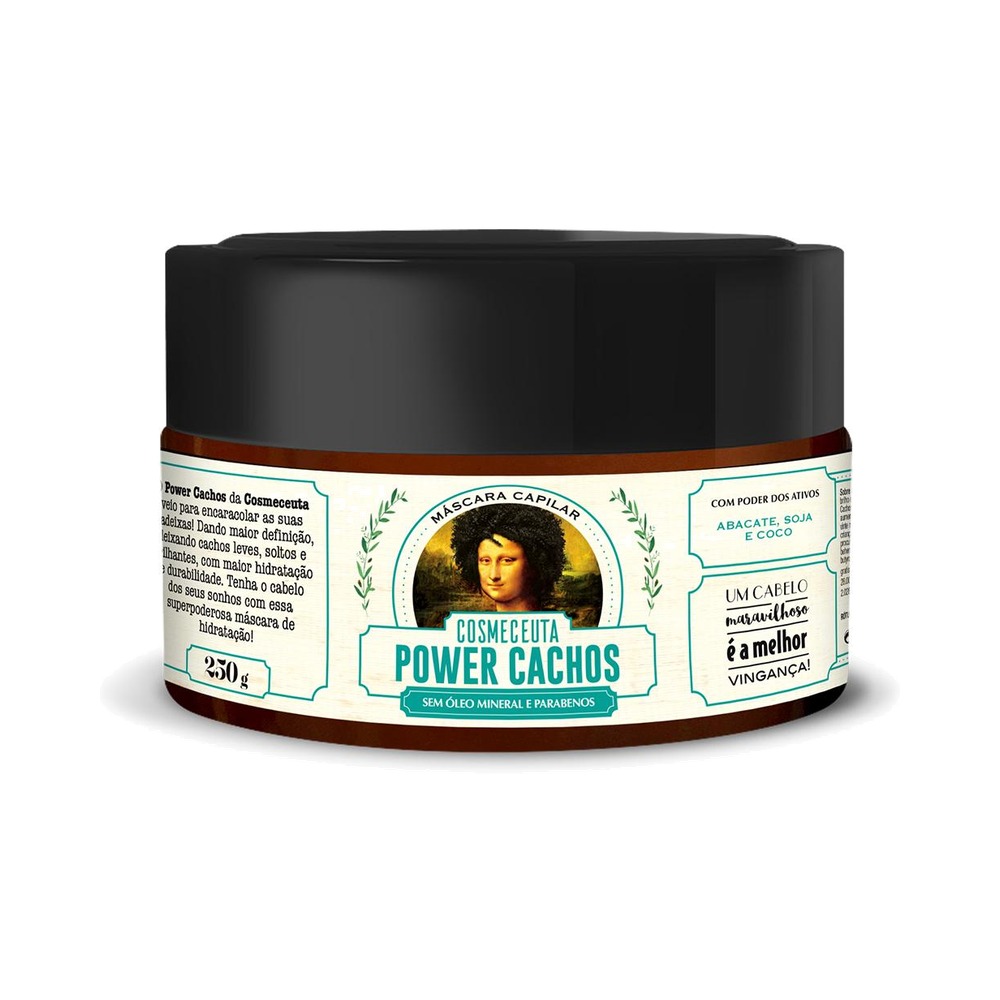 Power Cachos da Cosmeceuta
veio para encaracolar as suas
madeixas! Dando maior definição,
deixando cachos leves, soltos e
brilhantes, com maior hidratação
e durabilidade. Tenha o cabelo
dos seus sonhos com essa
superpoderosa máscara de
hidratação!
250 g
MÁSCARA CAPILAR
COSMECEUTA
POWER CACHOS
SEM ÓLEO MINERAL E PARABENOS
COM PODER DOS ATIVOS
ABACATE, SOJA
E COCO
UM CABELO
maravilhoso
é a melhor
VINGANÇA!